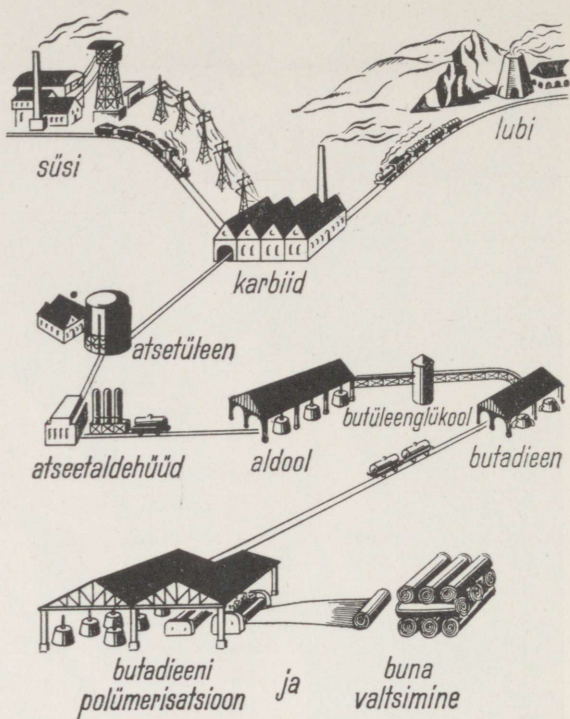 süsi
lubi
karbiid
atsetüleen
atseetaldehüüd
aldool
butüleenglükool
butadieen
butadieeni
polümerisatsioon
ja
buna
valtsimine